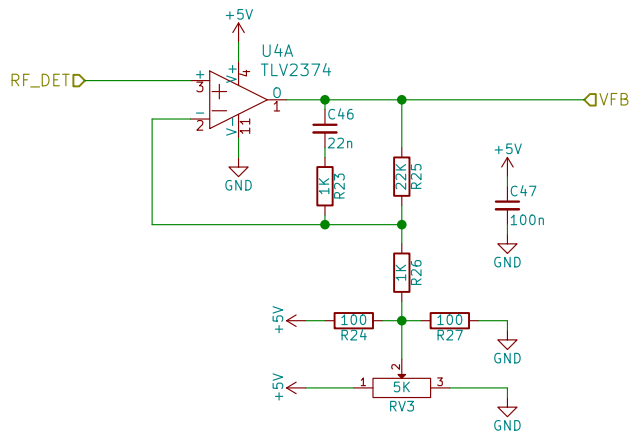 +5V
U4A
TLV2374
RF_DET
+
3
V+
4
O
1
-
2
V-
11
GND
VFB
C46
22n
1K
R23
22K
R25
+5V
C47
100n
GND
1K
R26
+5V
100
R24
100
R27
GND
+5V
1
2
5K
3
RV3
GND